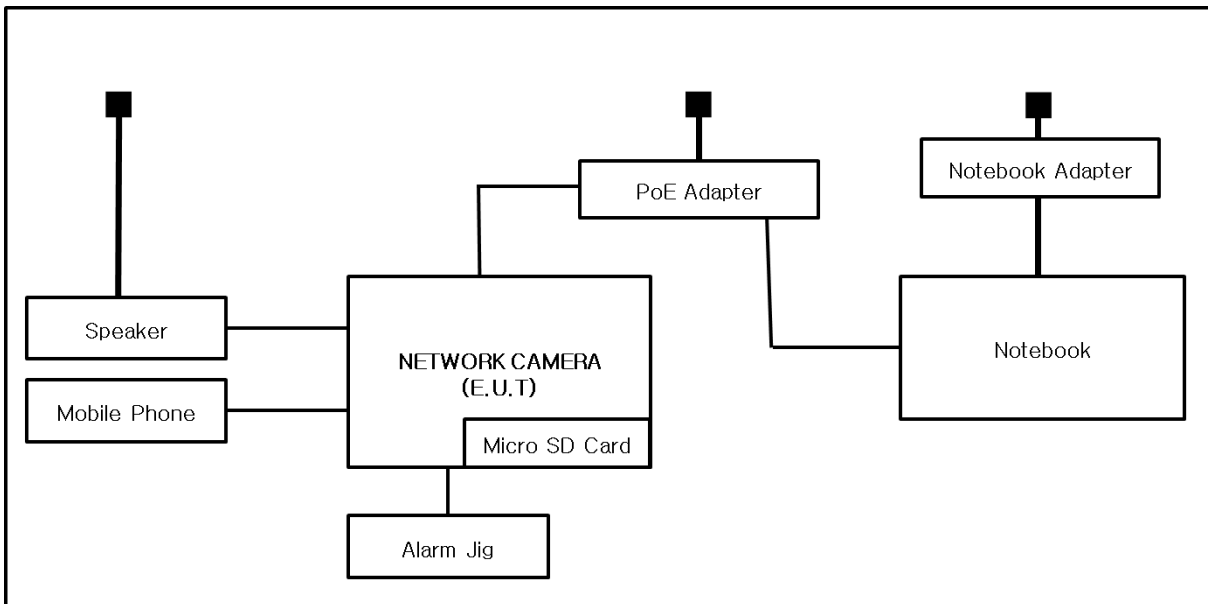 Notebook Adapter
PoE Adapter
Speaker
NETWORK CAMERA
(E.U.T)
Notebook
Mobile Phone
Micro SD Card
Alarm Jig